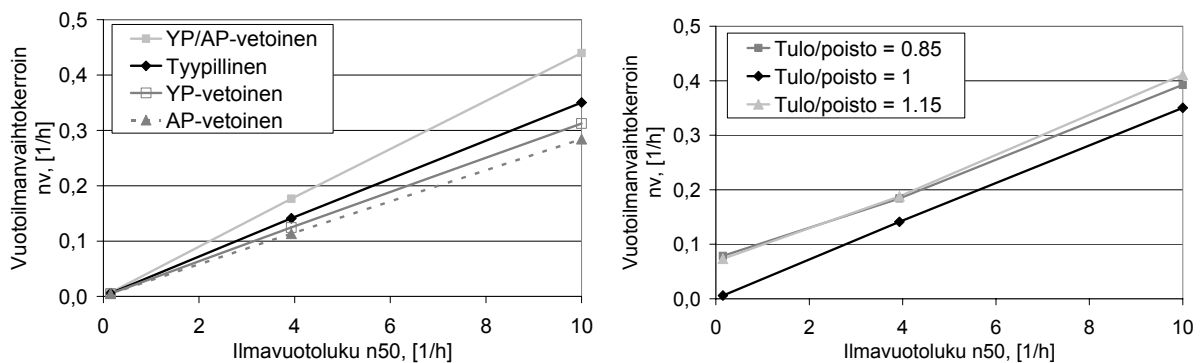 0,5
0,4
0,3
0,2
0,1
0,0
Vuotoilmanvaihtokerroin
nv, [1/h]
YP/AP-vetoinen
Tyypillinen
YP-vetoinen
AP-vetoinen
0 2 4 6 8 10
Ilmavuotoluku n50, [1/h]
0,5
0,4
0,3
0,2
0,1
0,0
Vuotoilmanvaihtokerroin
nv, [1/h]
Tulo/poisto = 0.85
Tulo/poisto = 1
Tulo/poisto = 1.15
0 2 4 6 8 10
Ilmavuotoluku n50, [1/h]